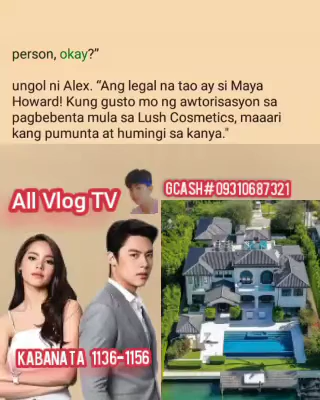 person, okay?”
ungol ni Alex. “Ang legal na tao ay si Maya
Howard! Kung gusto mo ng awtorisasyon sa
pagbebenta mula sa Lush Cosmetics, maaari
kang pumunta at humingi sa kanya."
All Vlog TV
GCASH#09310687321
KABANATA 1136-1156